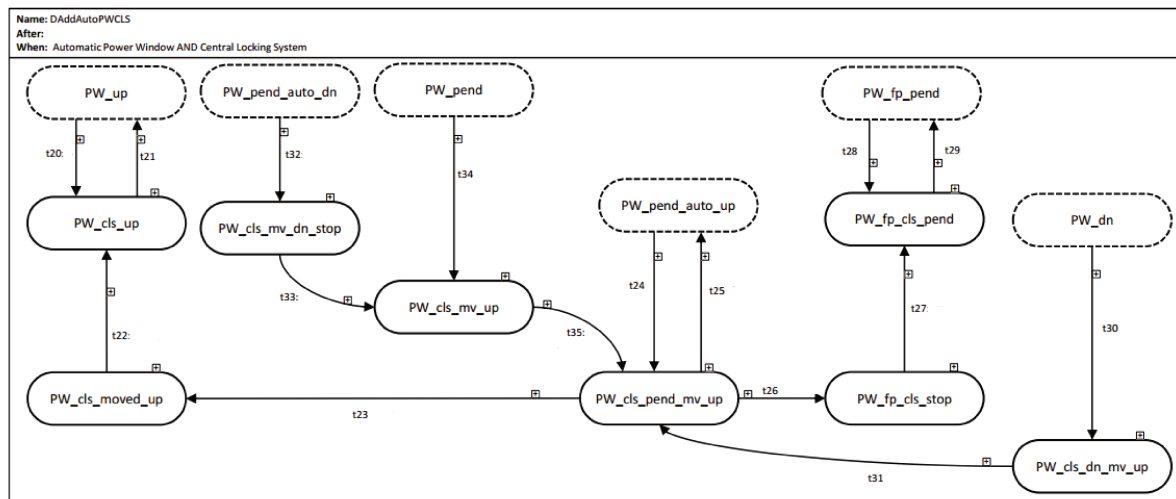 Name: DAddAutoPWCLS
After:
When: Automatic Power Window AND Central Locking System
PW_up
PW_pend_auto_dn
PW_pend
PW_fp_pend
t20:
t21
t32
t34
t28
t29
PW_cls_up
PW_cls_mv_dn_stop
PW_pend_auto_up
PW_fp_cls_pend
PW_dn
t24
t25
t33:
PW_cls_mv_up
t35:
t27:
t30
t22:
PW_cls_moved_up
t23
PW_cls_pend_mv_up
t26
PW_fp_cls_stop
t31
PW_cls_dn_mv_up